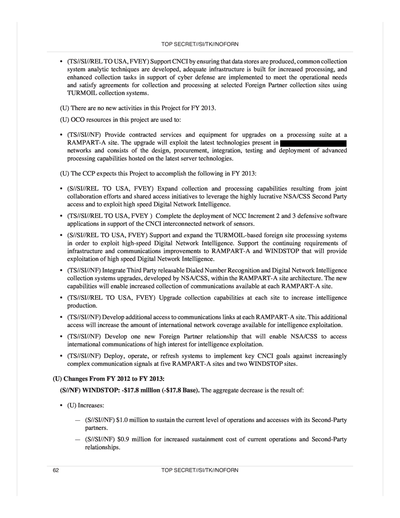 TOP SECRET//SI//TK//NOFORN
• (TS//SI//REL TO USA, FVEY) Support CNCI by ensuring that data stores are produced, common collection
system analytic techniques are developed, adequate infrastructure is built for increased processing, and
enhanced collection tasks in support of cyber defense are implemented to meet the operational needs
and satisfy agreements for collection and processing at selected Foreign Partner collection sites using
TURMOIL collection systems.
(U) There are no new activities in this Project for FY 2013.
(U) OCO resources in this project are used to:
• (TS//SI//NF) Provide contracted services and equipment for upgrades on a processing suite at a
RAMPART-A site. The upgrade will exploit the latest technologies present in
networks and consists of the design, procurement, integration, testing and deployment of advanced
processing capabilities hosted on the latest server technologies.
(U) The CCP expects this Project to accomplish the following in FY 2013:
• (S//SI//REL TO USA, FVEY) Expand collection and processing capabilities resulting from joint
collaboration efforts and shared access initiatives to leverage the highly lucrative NSA/CSS Second Party
access and to exploit high speed Digital Network Intelligence.
• (TS//SI//REL TO USA, FVEY ) Complete the deployment of NCC Increment 2 and 3 defensive software
applications in support of the CNCI interconnected network of sensors.
• (S//SI//REL TO USA, FVEY) Support and expand the TURMOIL-based foreign site processing systems
in order to exploit high-speed Digital Network Intelligence. Support the continuing requirements of
infrastructure and communications improvements to RAMPART-A and WINDSTOP that will provide
exploitation of high speed Digital Network Intelligence.
• (TS//SI//NF) Integrate Third Party releasable Dialed Number Recognition and Digital Network Intelligence
collection systems upgrades, developed by NSA/CSS, within the RAMPART-A site architecture. The new
capabilities will enable increased collection of communications available at each RAMPART-A site.
• (TS//SI//REL TO USA, FVEY) Upgrade collection capabilities at each site to increase intelligence
production.
• (TS//SI//NF) Develop additional access to communications links at each RAMPART-A site. This additional
access will increase the amount of international network coverage available for intelligence exploitation.
• (TS//SI//NF) Develop one new Foreign Partner relationship that will enable NSA/CSS to access
international communications of high interest for intelligence exploitation.
• (TS//SI//NF) Deploy, operate, or refresh systems to implement key CNCI goals against increasingly
complex communication signals at five RAMPART-A sites and two WINDSTOP sites.
(U) Changes From FY 2012 to FY 2013:
(S//NF) WINDSTOP: -$17.8 million (-$17.8 Base). The aggregate decrease is the result of:
• (U) Increases:
— (S//SI//NF) $1.0 million to sustain the current level of operations and accesses with its Second-Party
partners.
— (S//SI//NF) $0.9 million for increased sustainment cost of current operations and Second-Party
relationships.
62
TOP SECRET//SI//TK//NOFORN